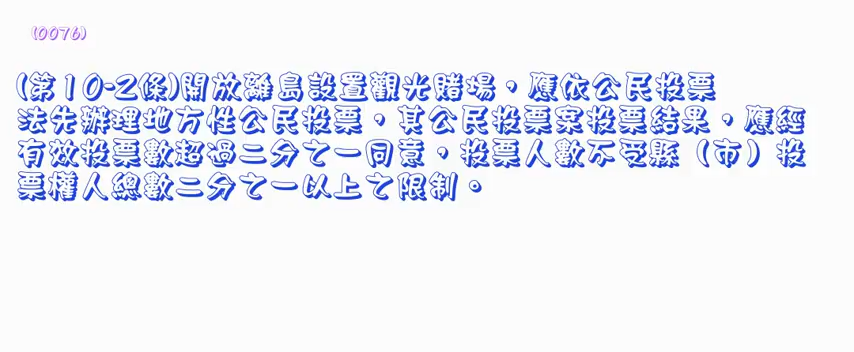 (0076)
(第10-2條)開放離島設置觀光賭場，應依公民投票
法先辦理地方性公民投票，其公民投票案投票結果，應經
有效投票數超過二分之一同意，投票人數不受縣（市）投
票權人總數二分之一以上之限制。